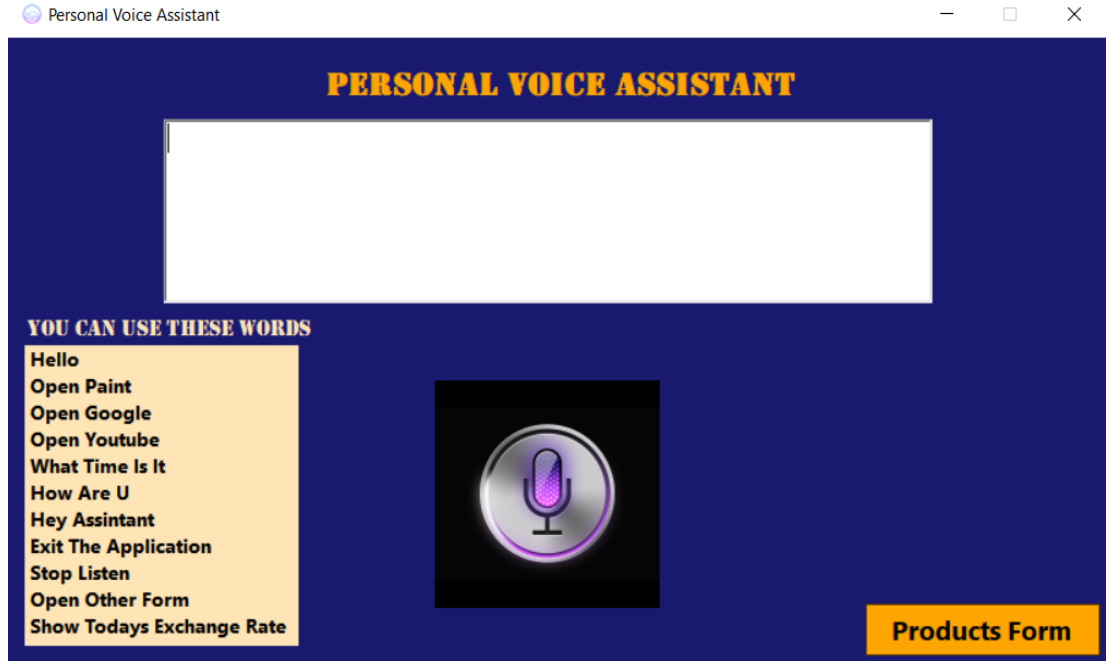 Personal Voice Assistant
PERSONAL VOICE ASSISTANT
YOU CAN USE THESE WORDS
Hello
Open Paint
Open Google
Open Youtube
What Time Is It
How Are U
Hey Assintant
Exit The Application
Stop Listen
Open Other Form
Show Todays Exchange Rate
Products Form